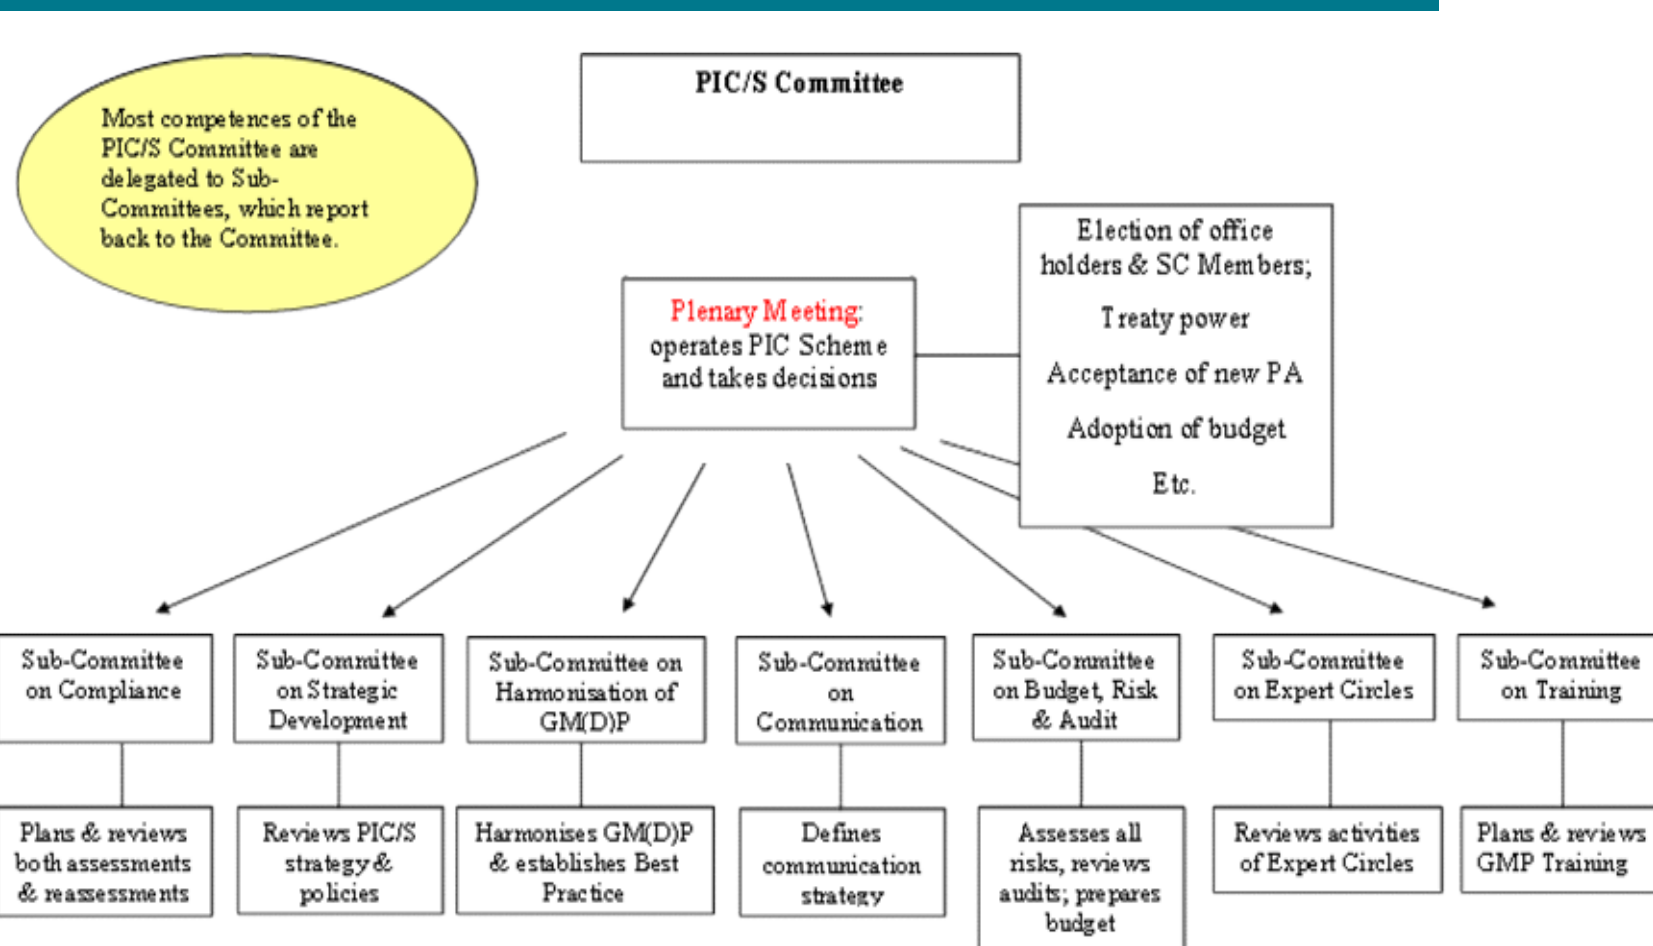 PIC/S Committee
Most competences of the
PIC/S Committee are
delegated to Sub-
Committees, which report
back to the Committee.
Election of office
holders & SC Members;
Treaty power
Acceptance of new PA
Adoption of budget
Etc.
Plenary Meeting:
operates PIC Scheme
and takes decisions
Sub-Committee
on Compliance
Sub-Committee
on Strategic
Development
Sub-Committee on
Harmonisation of
GM(D)P
Sub-Committee
on
Communication
Sub-Committee
on Budget, Risk
& Audit
Sub-Committee
on Expert Circles
Sub-Committee
on Training
Plans & reviews
both assessments
& reassessments
Reviews PIC/S
strategy &
policies
Harmonises GM(D)P
& establishes Best
Practice
Defines
communication
strategy
Assesses all
risks, reviews
audits; prepares
budget
Reviews activities
of Expert Circles
Plans & reviews
GMP Training